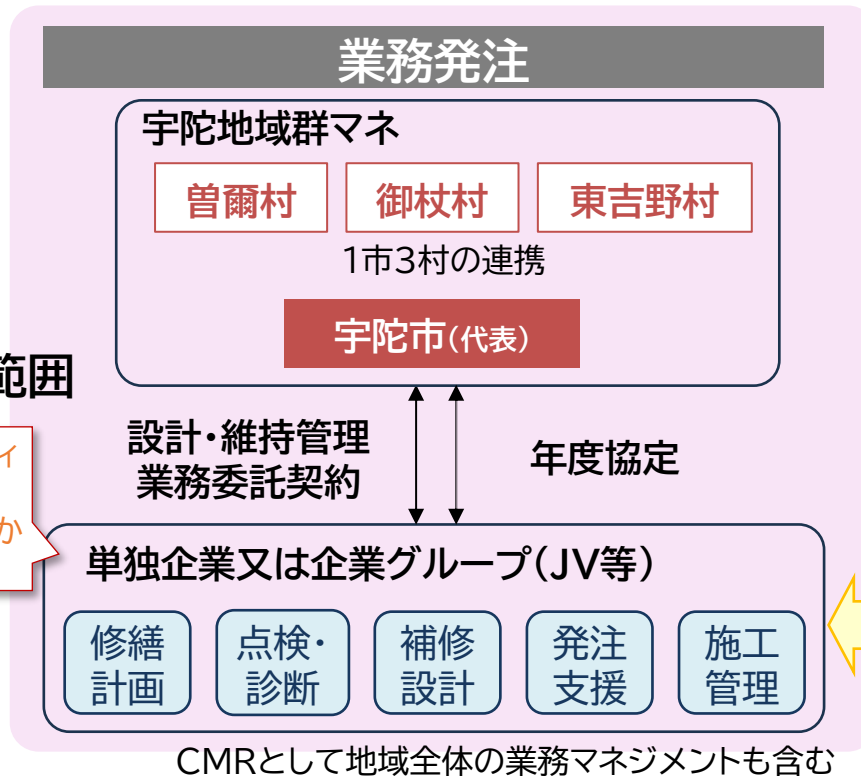 業務発注
宇陀地域群マネ
曽爾村 御杖村 東吉野村
1市3村の連携
宇陀市(代表)
範囲
設計・維持管理
業務委託契約
年度協定
ィ
か
単独企業又は企業グループ(JV等)
修繕
計画
点検・
診断
補修
設計
発注
支援
施工
管理
CMRとして地域全体の業務マネジメントも含む